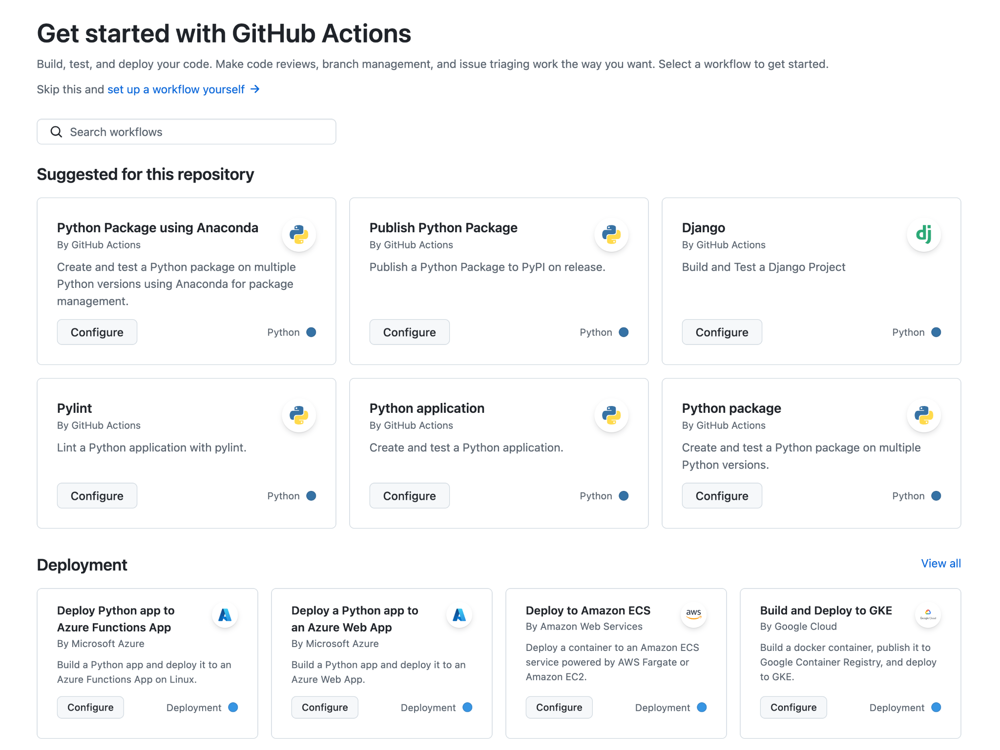 Get started with GitHub Actions
Build, test, and deploy your code. Make code reviews, branch management, and issue triaging work the way you want. Select a workflow to get started.
Skip this and set up a workflow yourself →
Search workflows
Suggested for this repository
Python Package using Anaconda
By GitHub Actions
Create and test a Python package on multiple
Python versions using Anaconda for package
management.
Configure
Python
Publish Python Package
By GitHub Actions
Publish a Python Package to PyPI on release.
Configure
Python
Django
By GitHub Actions
dj
Build and Test a Django Project
Configure
Python
Pylint
By GitHub Actions
Lint a Python application with pylint.
Configure
Python
Python application
By GitHub Actions
Create and test a Python application.
Configure
Python
Python package
By GitHub Actions
Create and test a Python package on multiple
Python versions.
Configure
Python
Deployment
View all
Deploy Python app to
Azure Functions App
By Microsoft Azure
Build a Python app and deploy it to an
Azure Functions App on Linux.
Configure
Deployment
Deploy a Python app to
an Azure Web App
By Microsoft Azure
Build a Python app and deploy it to an
Azure Web App.
Configure
Deployment
Deploy to Amazon ECS
aws
By Amazon Web Services
Deploy a container to an Amazon ECS
service powered by AWS Fargate or
Amazon EC2.
Configure
Deployment
Build and Deploy to GKE
Google Cloud
By Google Cloud
Build a docker container, publish it to
Google Container Registry, and deploy
to GKE.
Configure
Deployment